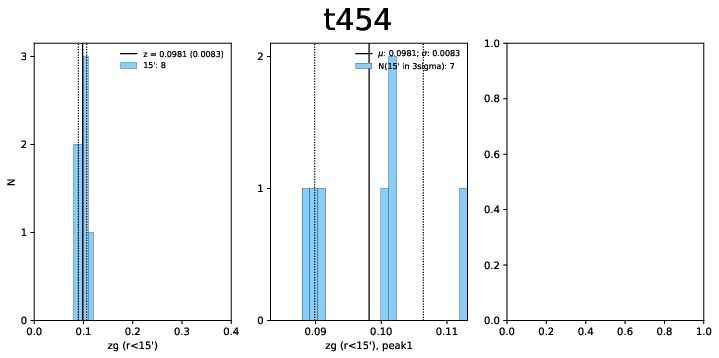 t454
z = 0.0981 (0.0083)
15': 8
N
3
2
1
0
0.0 0.1 0.2 0.3 0.4
zg (r<15')
μ: 0.0981; σ: 0.0083
N(15' in 3sigma): 7
2
1
0
0.09 0.10 0.11
zg (r<15'), peak1
1.0
0.8
0.6
0.4
0.2
0.0
0.0 0.2 0.4 0.6 0.8 1.0